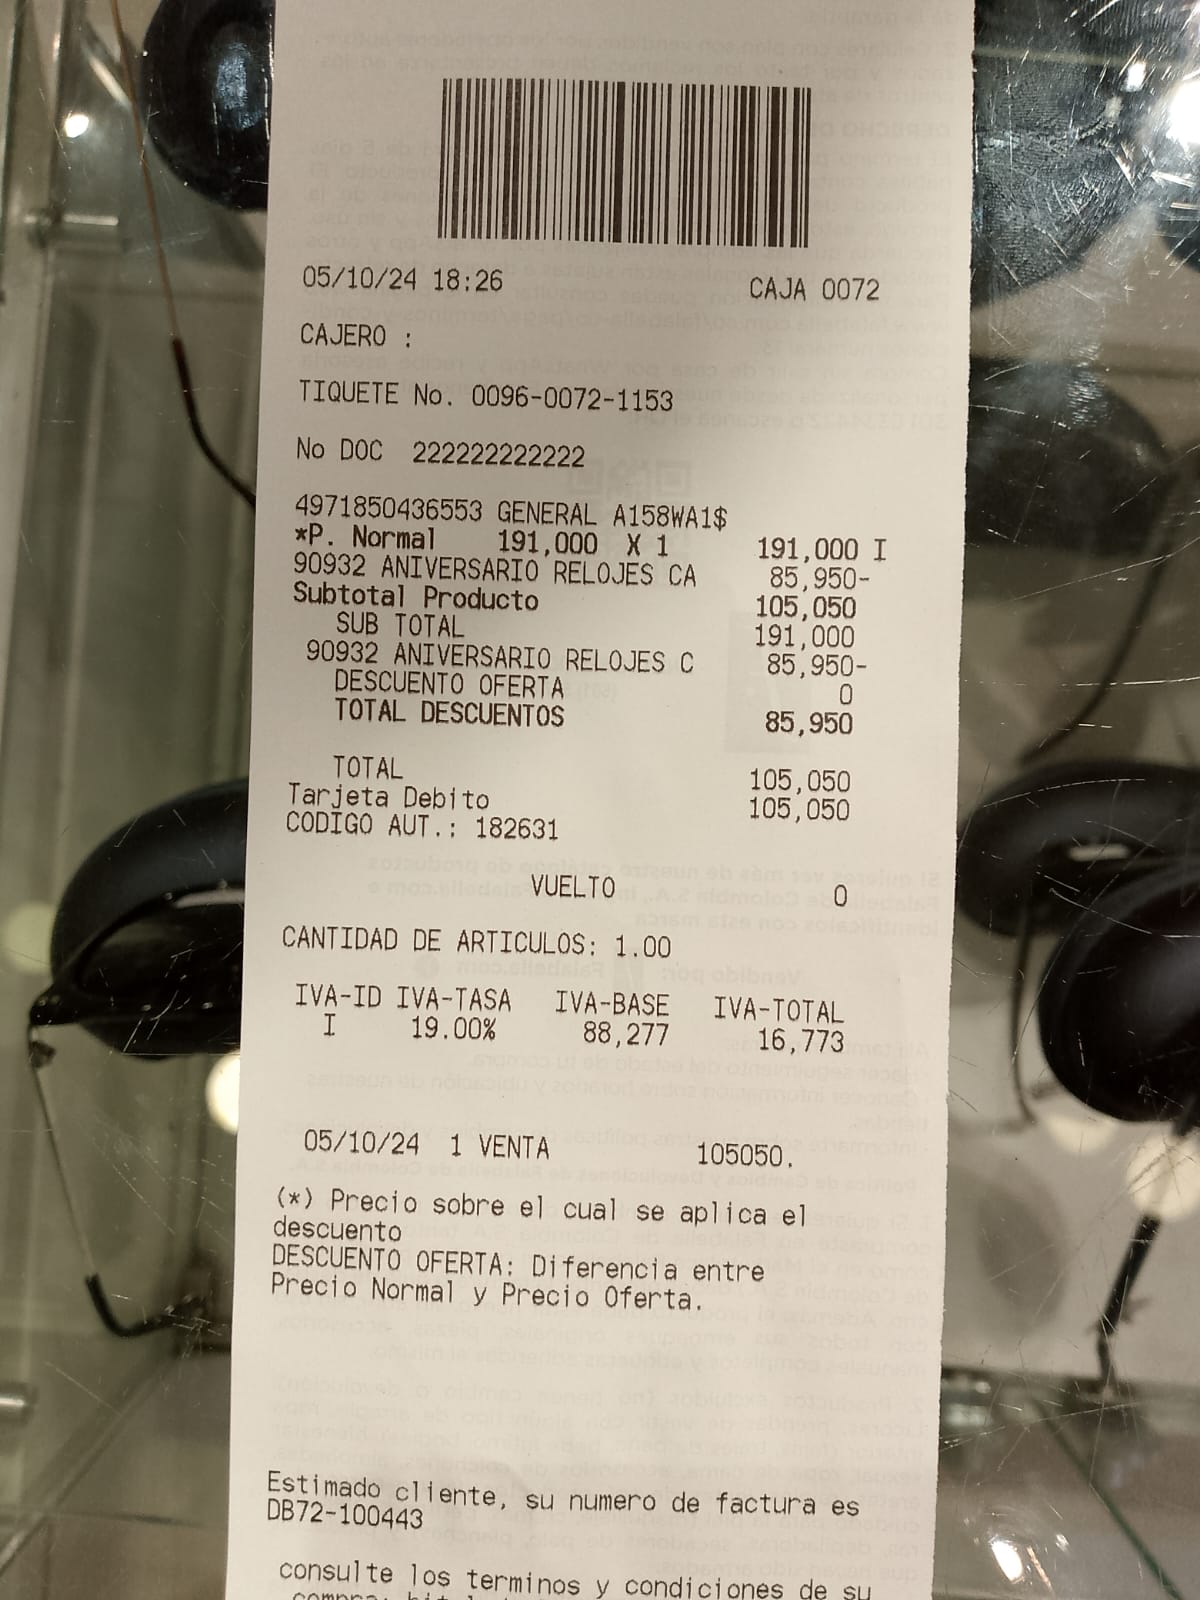 05/10/24 18:26 CAJA 0072
CAJERO :
TIQUETE No. 0096-0072-1153
No DOC 222222222222
4971850436553 GENERAL A158WA1$
*P. Normal 191,000 X 1 191,000 I
90932 ANIVERSARIO RELOJES CA 85,950-
Subtotal Producto 105,050
SUB TOTAL 191,000
90932 ANIVERSARIO RELOJES C 85,950-
DESCUENTO OFERTA 0
TOTAL DESCUENTOS 85,950
TOTAL 105,050
Tarjeta Debito 105,050
CODIGO AUT.: 182631
VUELTO 0
CANTIDAD DE ARTICULOS: 1.00
IVA-ID IVA-TASA IVA-BASE IVA-TOTAL
I 19.00% 88,277 16,773
05/10/24 1 VENTA 105050.
(*) Precio sobre el cual se aplica el
descuento
DESCUENTO OFERTA: Diferencia entre
Precio Normal y Precio Oferta.
Estimado cliente, su numero de factura es
DB72-100443
consulte los terminos y condiciones de su